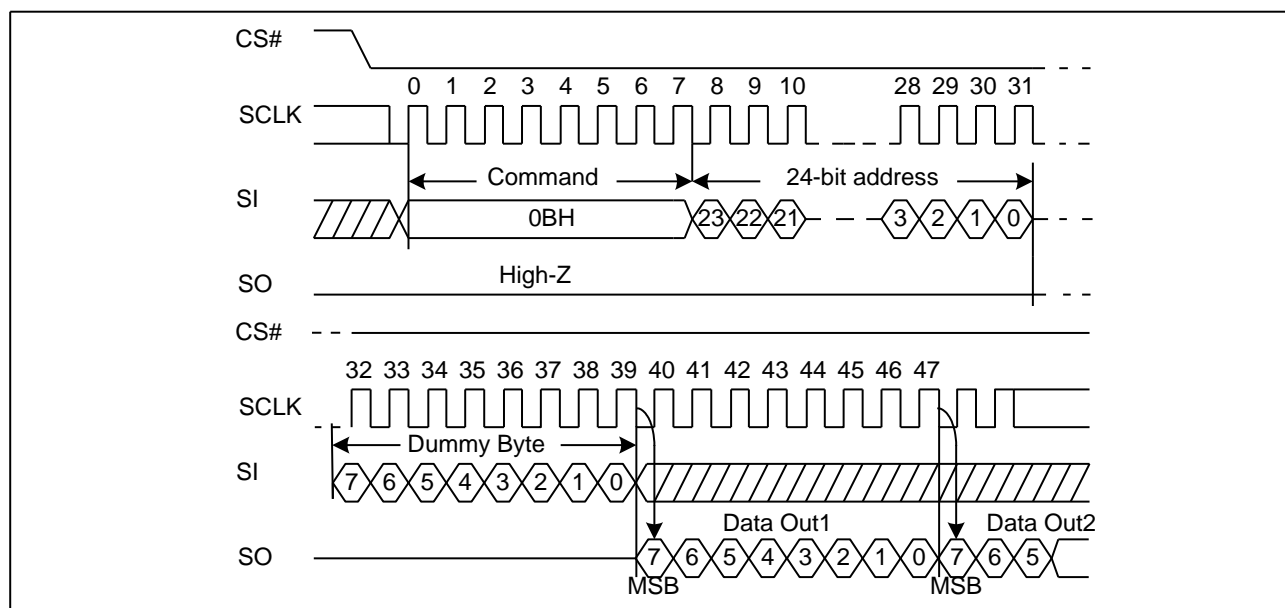 CS#
0 1 2 3 4 5 6 7 8 9 10 28 29 30 31
SCLK
Command 24-bit address
SI
0BH 23 22 21 3 2 1 0
High-Z
SO
CS#
32 33 34 35 36 37 38 39 40 41 42 43 44 45 46 47
SCLK
Dummy Byte
SI
7 6 5 4 3 2 1 0
Data Out1 Data Out2
SO
7 6 5 4 3 2 1 0 7 6 5
MSB MSB